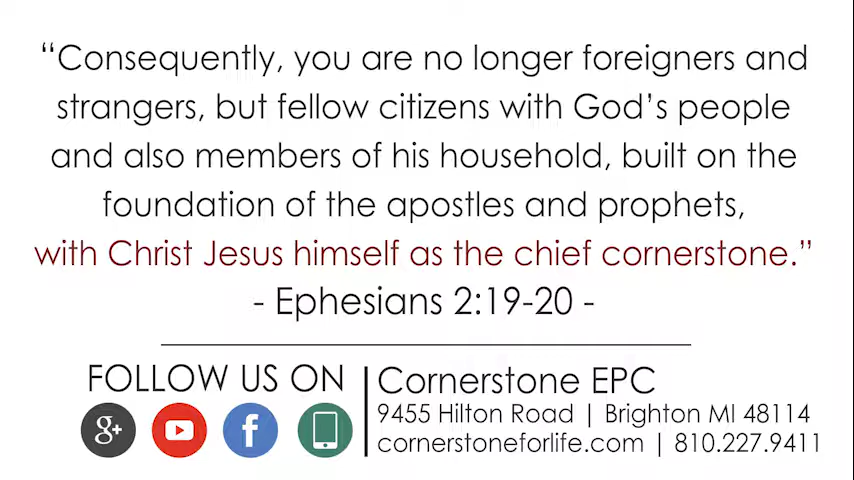 “Consequently, you are no longer foreigners and
strangers, but fellow citizens with God’s people
and also members of his household, built on the
foundation of the apostles and prophets,
with Christ Jesus himself as the chief cornerstone.”
- Ephesians 2:19-20 -
FOLLOW US ON
g+
f
Cornerstone EPC
9455 Hilton Road | Brighton MI 48114
cornerstoneforlife.com | 810.227.9411